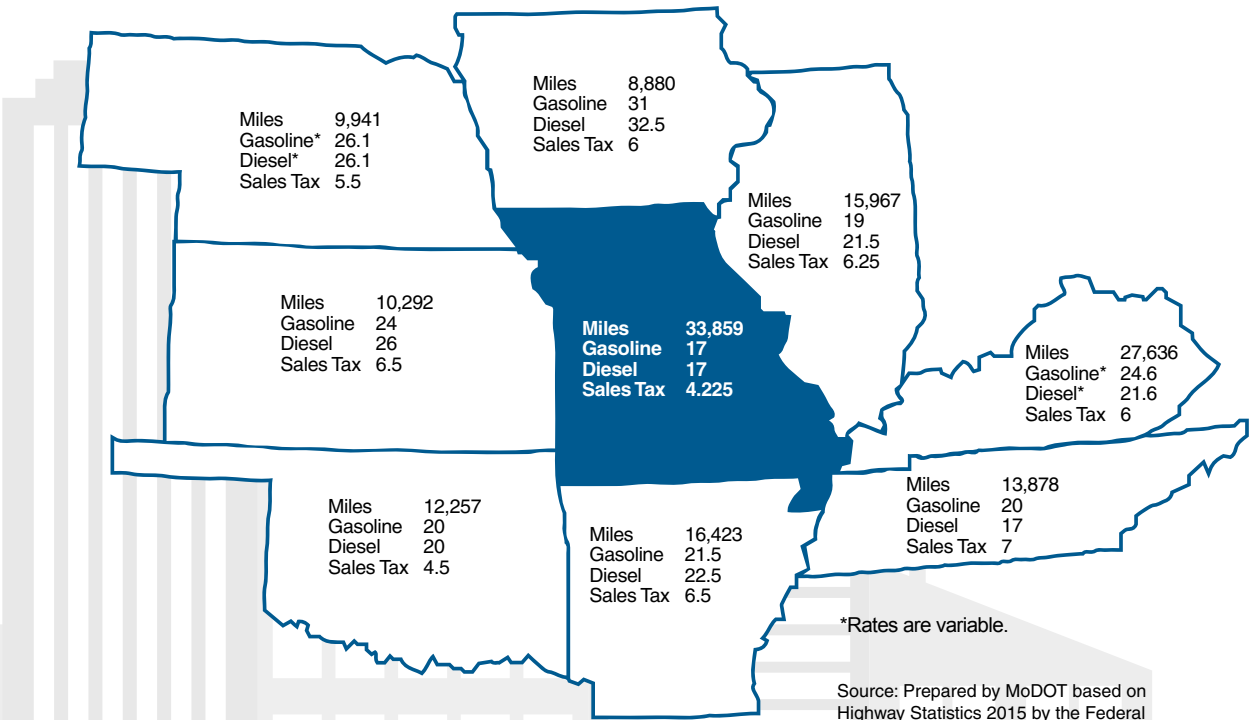 Miles 8,880
Gasoline 31
Diesel 32.5
Sales Tax 6
Miles 9,941
Gasoline* 26.1
Diesel* 26.1
Sales Tax 5.5
Miles 15,967
Gasoline 19
Diesel 21.5
Sales Tax 6.25
Miles 10,292
Gasoline 24
Diesel 26
Sales Tax 6.5
Miles 33,859
Gasoline 17
Diesel 17
Sales Tax 4.225
Miles 27,636
Gasoline* 24.6
Diesel* 21.6
Sales Tax 6
Miles 12,257
Gasoline 20
Diesel 20
Sales Tax 4.5
Miles 16,423
Gasoline 21.5
Diesel 22.5
Sales Tax 6.5
Miles 13,878
Gasoline 20
Diesel 17
Sales Tax 7
*Rates are variable.
Source: Prepared by MoDOT based on
Highway Statistics 2015 by the Federal